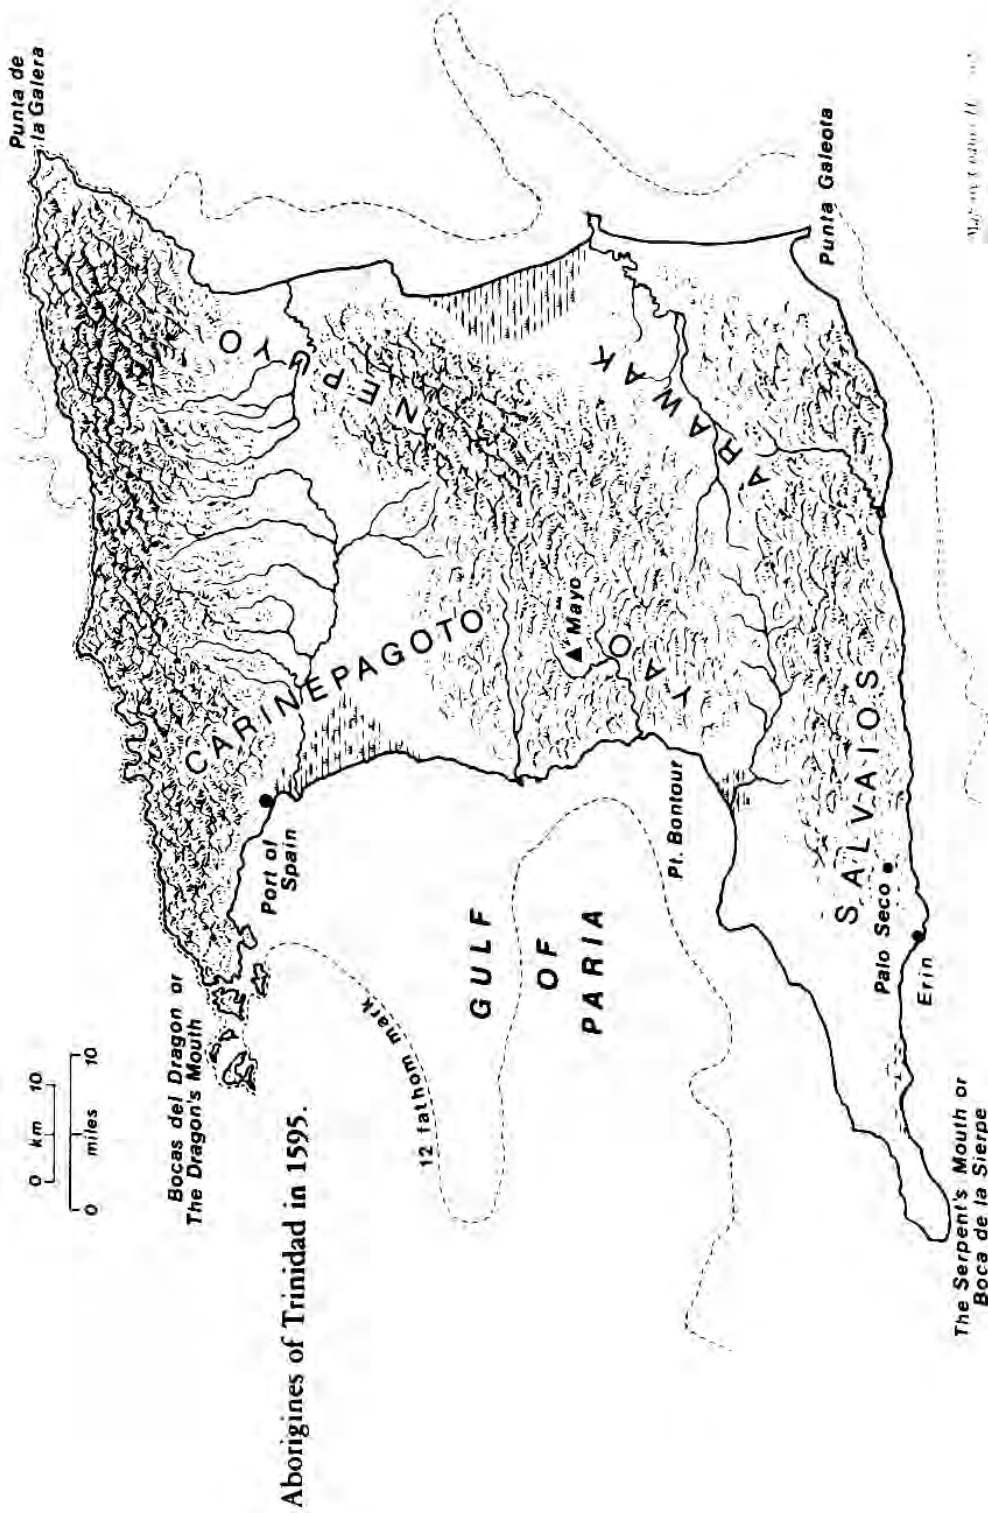 Aborigines of Trinidad in 1595.
0 km 10
0 miles 10
Bocas del Dragon or
The Dragon's Mouth
Punta de
la Galera
Port of
Spain
CARINEPAGOTO
NEPUYO
12 fathom mark
GULF
OF
PARIA
Mayo
YAO
ARAWAK
Pt. Bontour
SALVAIOS
Palo Seco
Erin
Punta Galeota
The Serpent's Mouth or
Boca de la Sierpe